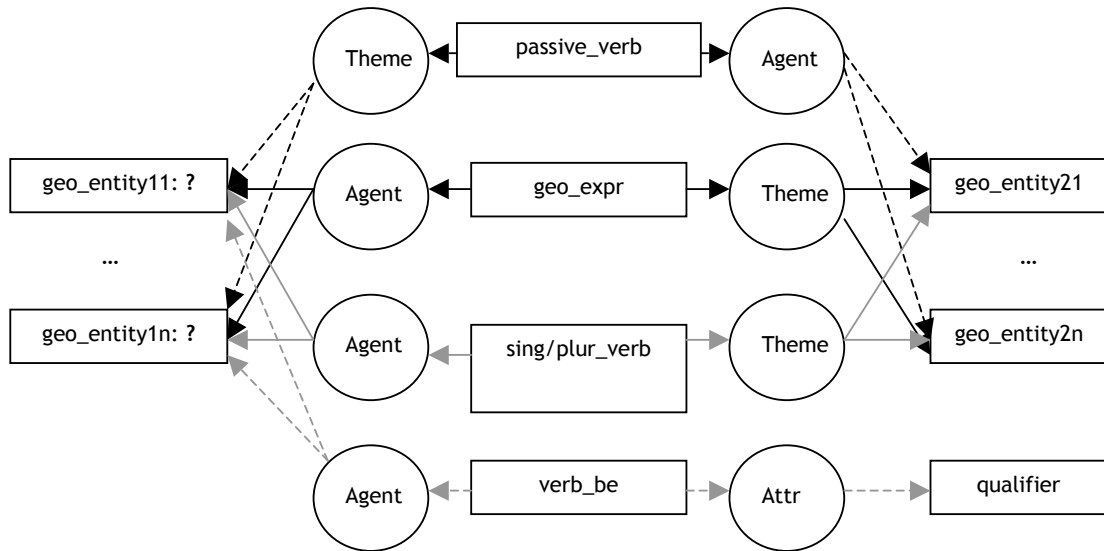 Theme
passive_verb
Agent
geo_entity11: ?
Agent
geo_expr
Theme
geo_entity21
...
...
geo_entity1n: ?
Agent
sing/plur_verb
Theme
geo_entity2n
Agent
verb_be
Attr
qualifier